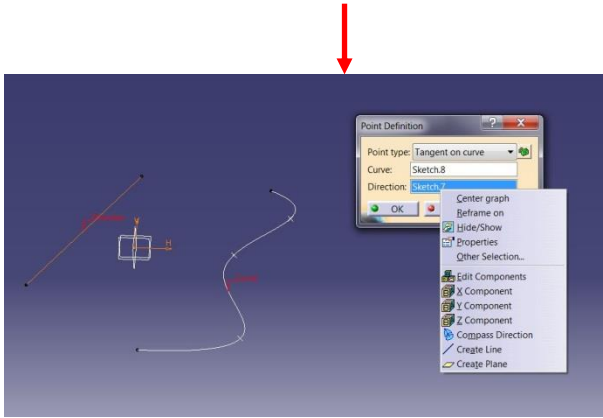 Point Definition
Point type: Tangent on curve
Curve: Sketch.8
Direction: Sketch.7
OK
Center graph
Reframe on
Hide/Show
Properties
Other Selection...
Edit Components
X Component
Y Component
Z Component
Compass Direction
Create Line
Create Plane
V
H